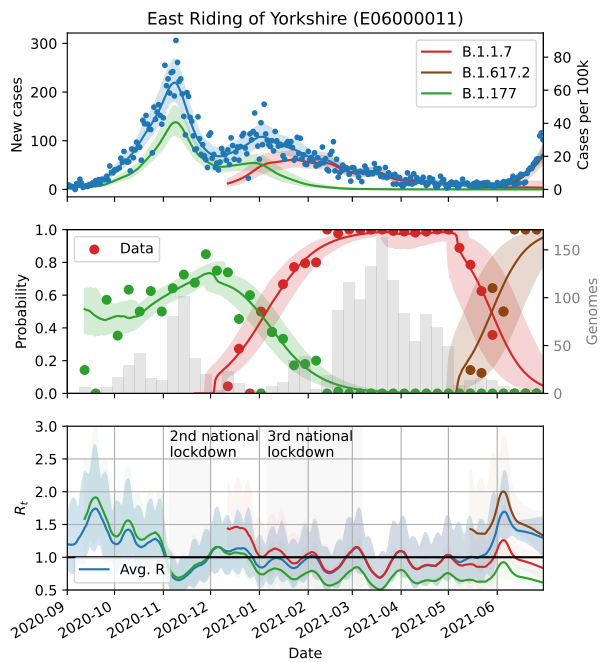 East Riding of Yorkshire (E06000011)
300
200
100
0
New cases
80
60
40
20
0
Cases per 100k
B.1.1.7
B.1.617.2
B.1.177
1.0
0.8
0.6
0.4
0.2
0.0
Probability
Data
150
100
50
0
Genomes
3.0
2.5
2.0
1.5
1.0
0.5
Rt
2nd national
lockdown
3rd national
lockdown
Avg. R
2020-09
2020-10
2020-11
2020-12
2021-01
2021-02
2021-03
2021-04
2021-05
2021-06
Date